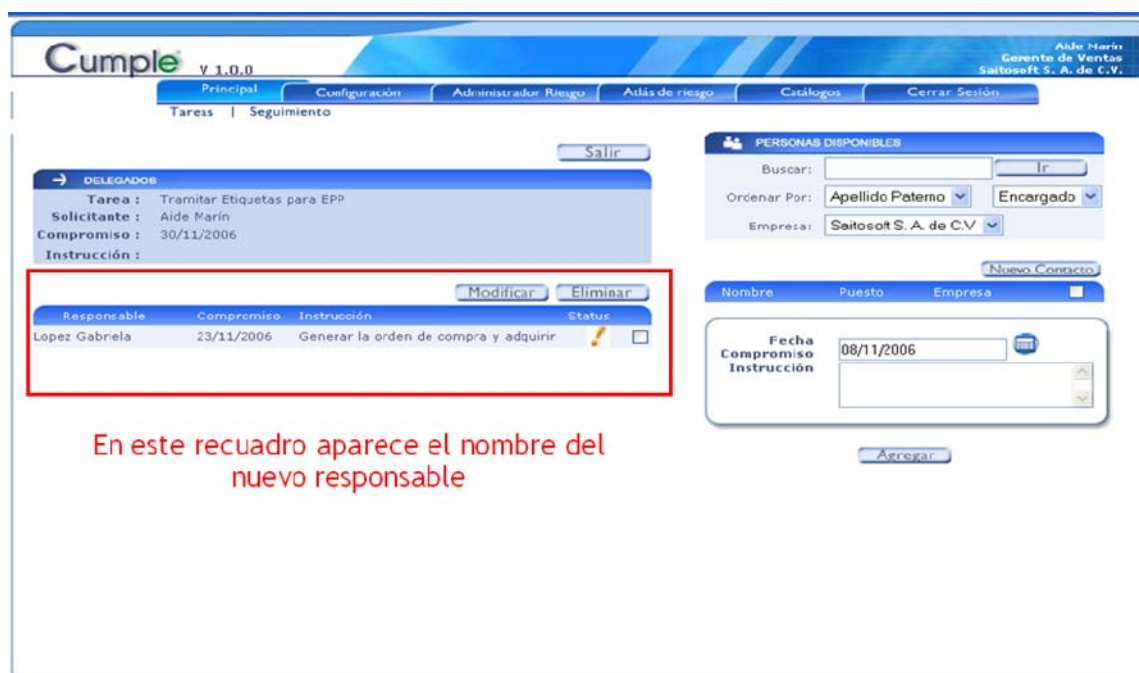 Cumple V 1.0.0
Aide Marín
Gerente de Ventas
Saitosoft S. A. de C.V.
Principal Configuración Administrador Riesgo Atlás de riesgo Catálogos Cerrar Sesión
Tareas | Seguimiento
Salir
DELEGADOS
Tarea : Tramitar Etiquetas para EPP
Solicitante : Aide Marín
Compromiso : 30/11/2006
Instrucción :
Modificar Eliminar
Responsable Compromiso Instrucción Status
Lopez Gabriela 23/11/2006 Generar la orden de compra y adquirir
En este recuadro aparece el nombre del
nuevo responsable
PERSONAS DISPONIBLES
Buscar: Ir
Ordenar Por: Apellido Paterno Encargado
Empresa: Saitosoft S. A. de C.V
Nuevo Contacto
Nombre Puesto Empresa
Fecha
Compromiso 08/11/2006
Instrucción
Agregar